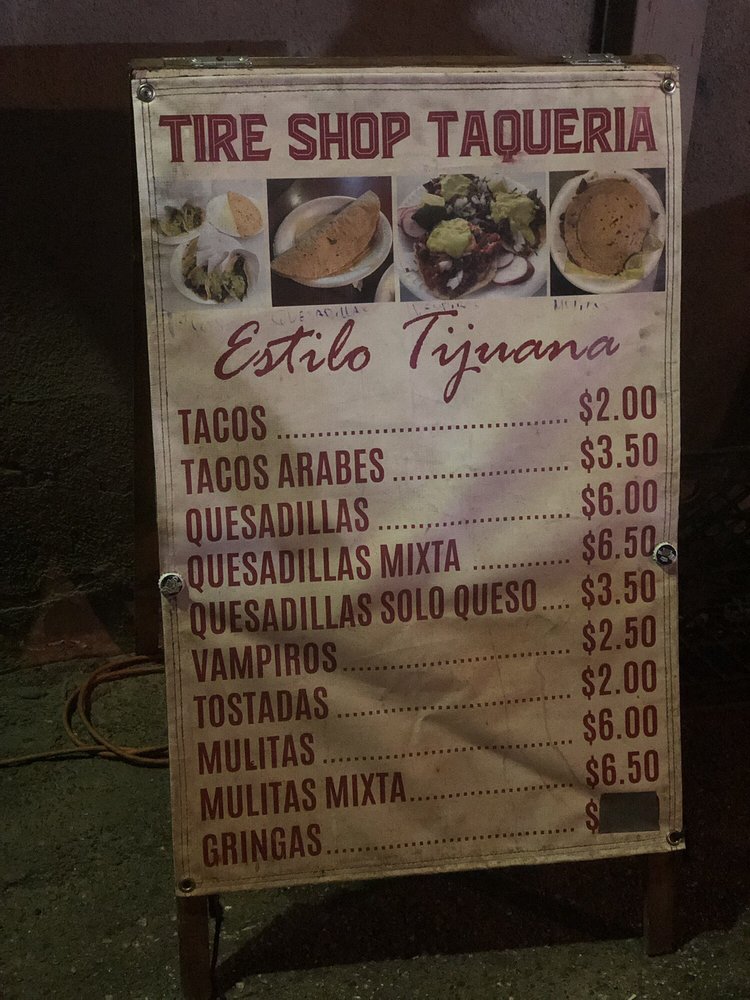 TIRE SHOP TAQUERIA
QUESADILLAS
Estilo Tijuana
TACOS ........................................ $2.00
TACOS ARABES ........................ $3.50
QUESADILLAS .......................... $6.00
QUESADILLAS MIXTA ............. $6.50
QUESADILLAS SOLO QUESO .... $3.50
VAMPIROS ................................ $2.50
TOSTADAS ................................ $2.00
MULITAS ................................... $6.00
MULITAS MIXTA ....................... $6.50
GRINGAS ................................... $